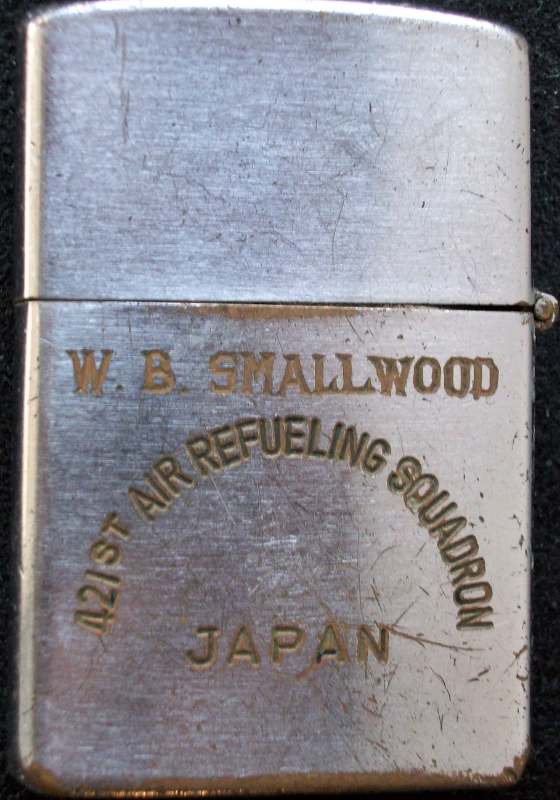 W. B. SMALLWOOD
421ST AIR REFUELING SQUADRON
JAPAN